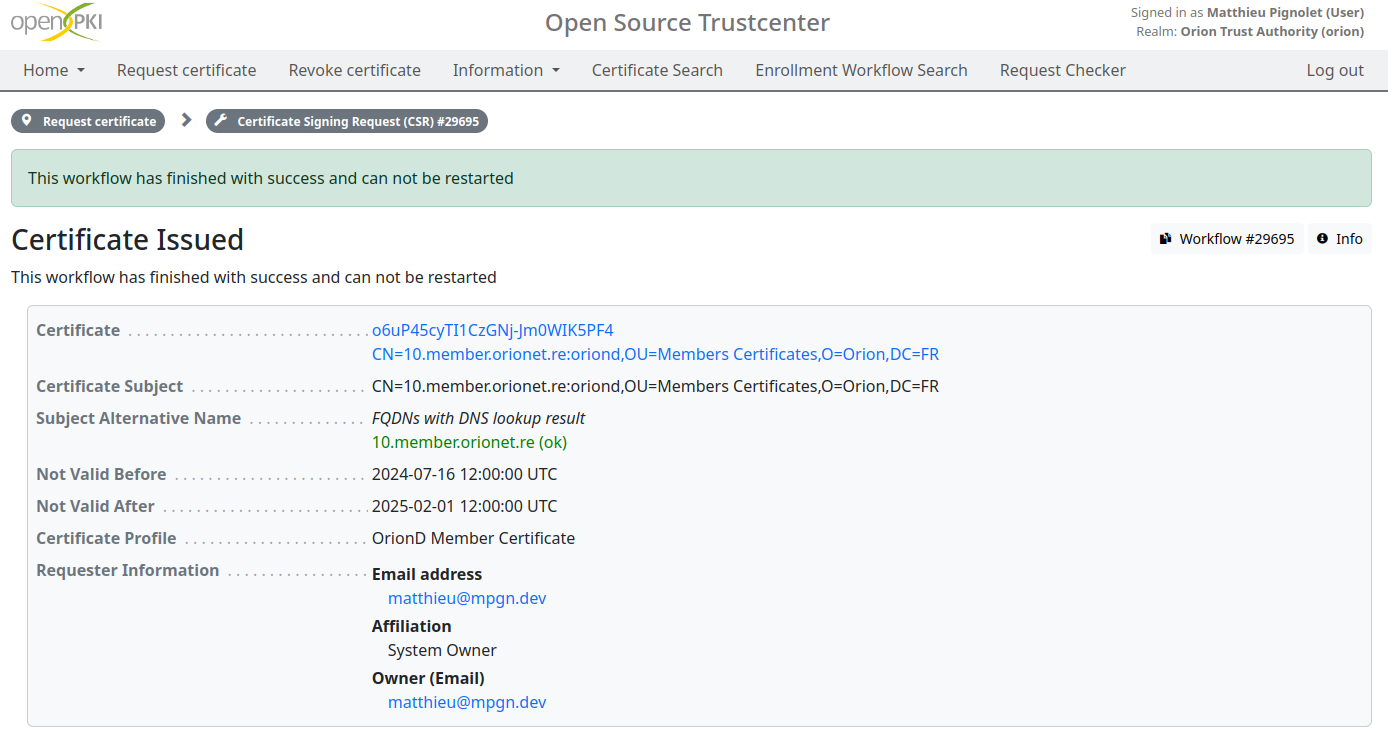 openXPKI
Open Source Trustcenter
Signed in as Matthieu Pignolet (User)
Realm: Orion Trust Authority (orion)
Home Request certificate Revoke certificate Information Certificate Search Enrollment Workflow Search Request Checker Log out
Request certificate Certificate Signing Request (CSR) #29695
This workflow has finished with success and can not be restarted
Certificate Issued
Workflow #29695 Info
This workflow has finished with success and can not be restarted
Certificate o6uP45cyTI1CzGNj-Jm0WIK5PF4
CN=10.member.orionet.re:oriond,OU=Members Certificates,O=Orion,DC=FR
Certificate Subject CN=10.member.orionet.re:oriond,OU=Members Certificates,O=Orion,DC=FR
Subject Alternative Name FQDNs with DNS lookup result
10.member.orionet.re (ok)
Not Valid Before 2024-07-16 12:00:00 UTC
Not Valid After 2025-02-01 12:00:00 UTC
Certificate Profile OrionD Member Certificate
Requester Information Email address
matthieu@mpgn.dev
Affiliation
System Owner
Owner (Email)
matthieu@mpgn.dev